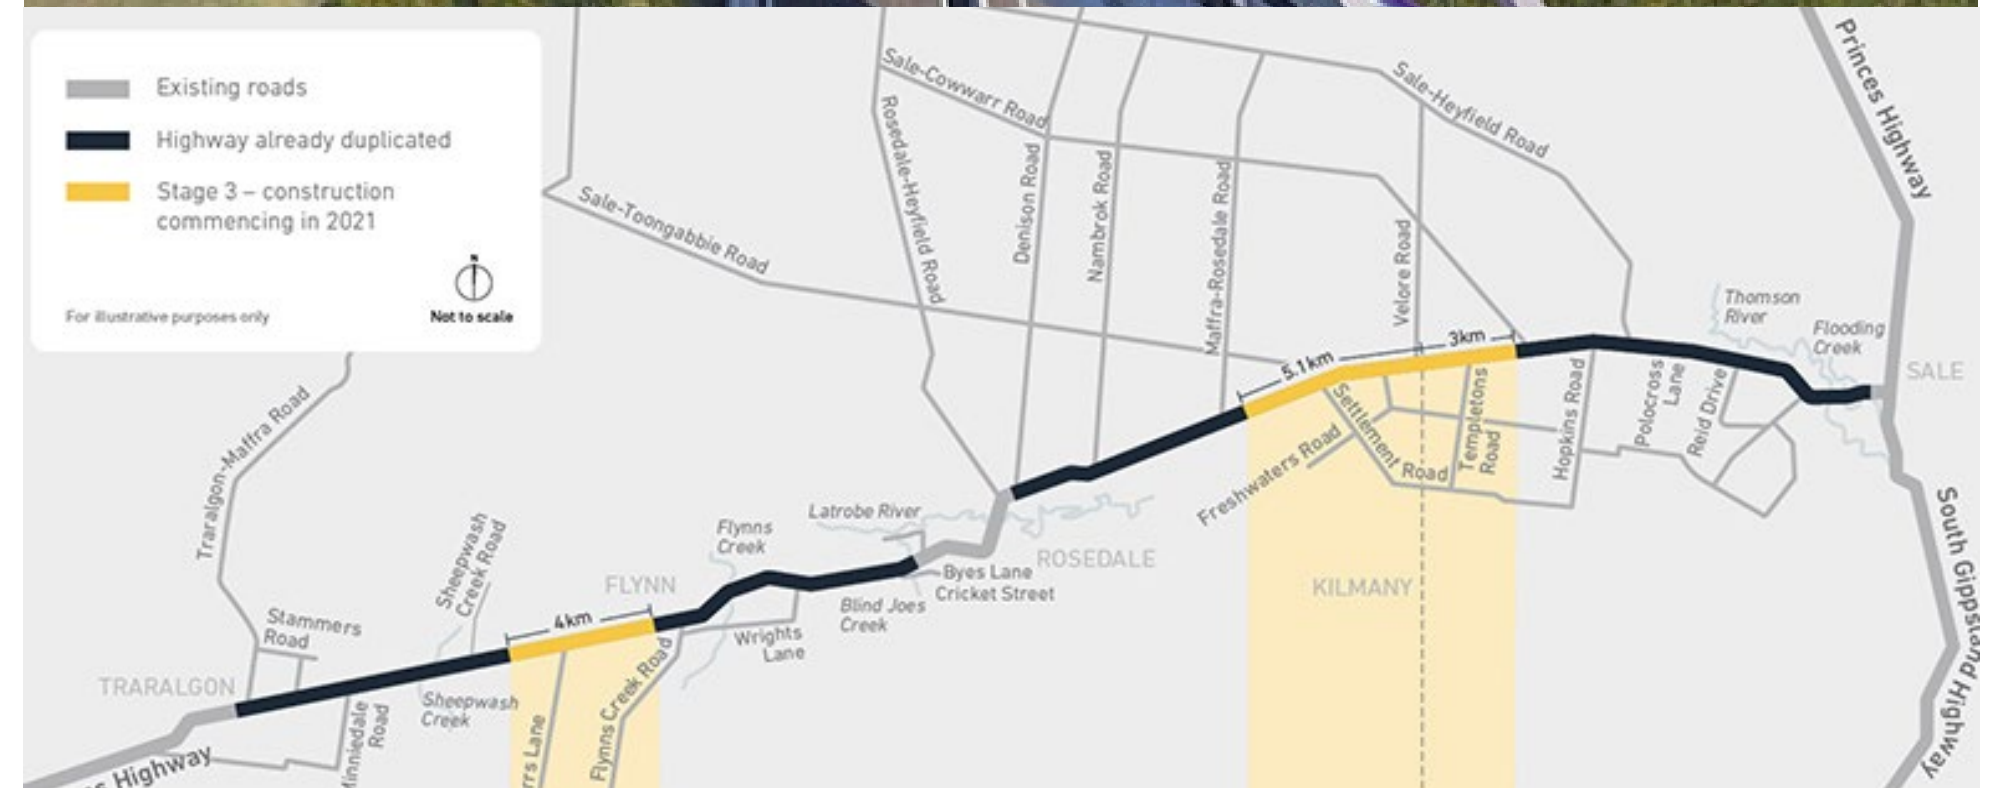 Existing roads
Highway already duplicated
Stage 3 – construction
commencing in 2021
For illustrative purposes only
N
Not to scale
Princes Highway
Sale-Cowwarr Road
Sale-Heyfield Road
Rosedale-Heyfield Road
Denison Road
Nambrok Road
Maffra-Rosedale Road
Velore Road
Sale-Toongabbie Road
Thomson
River
Flooding
Creek
SALE
3km
5.1km
Settlement Road
Templetons
Road
Hopkins Road
Polocross
Lane
Reid Drive
Freshwaters Road
Traralgon-Maffra Road
Sheepwash
Creek Road
Flynns
Creek
Latrobe River
ROSEDALE
Byes Lane
Cricket Street
KILMANY
South Gippsland Highway
FLYNN
4km
Blind Joes
Creek
Wrights
Lane
Stammers
Road
TRARALGON
Sheepwash
Creek
Minniedale
Road
Flynns Creek Road
Lane
Highway